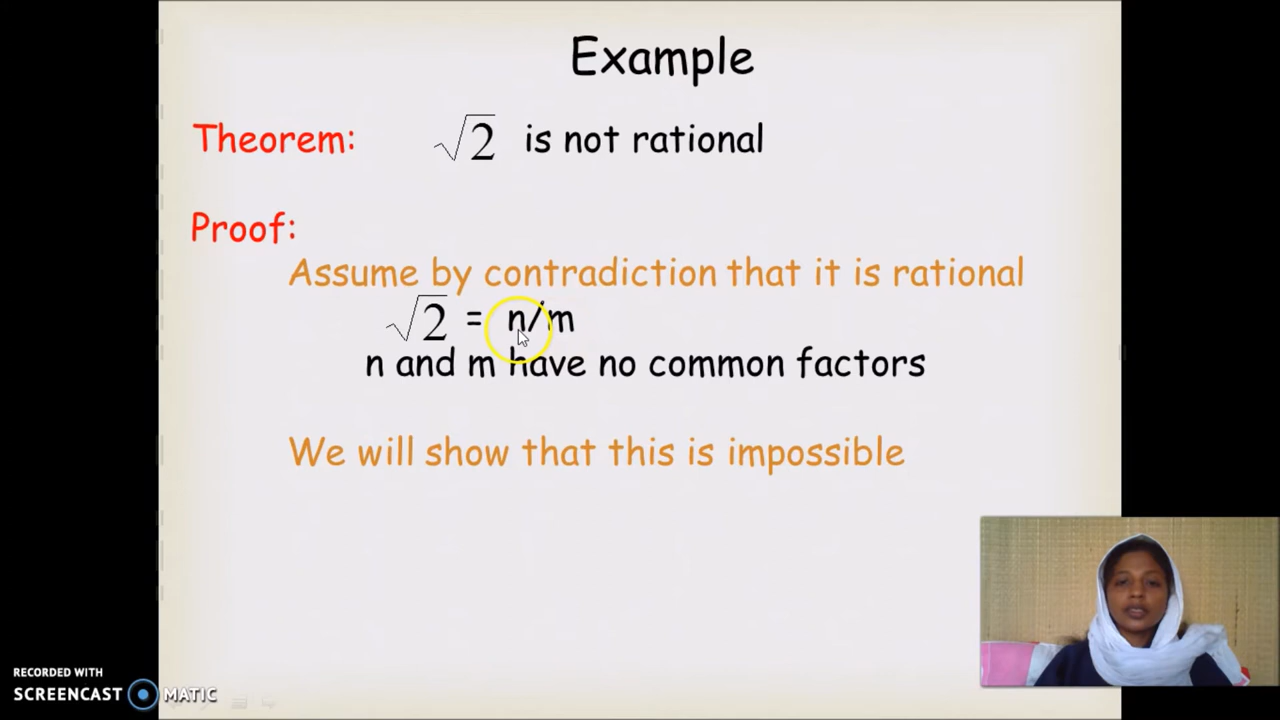 Example
Theorem: √2 is not rational
Proof:
Assume by contradiction that it is rational
√2 = n/m
n and m have no common factors
We will show that this is impossible
RECORDED WITH
SCREENCAST MATIC